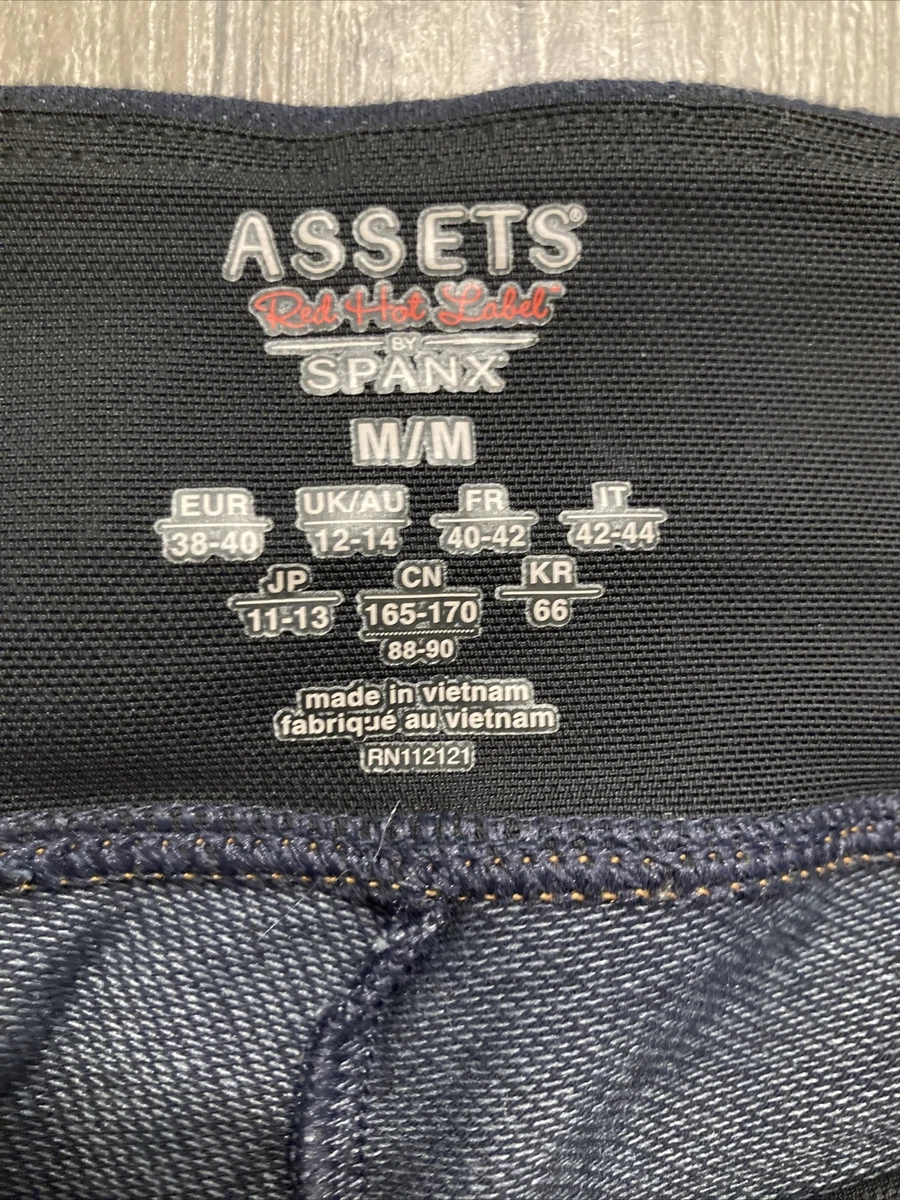 ASSETS®
Red Hot Label™
BY
SPANX®
M/M
EUR UK/AU FR IT
38-40 12-14 40-42 42-44
JP CN KR
11-13 165-170 66
88-90
made in vietnam
fabriqué au vietnam
RN112121